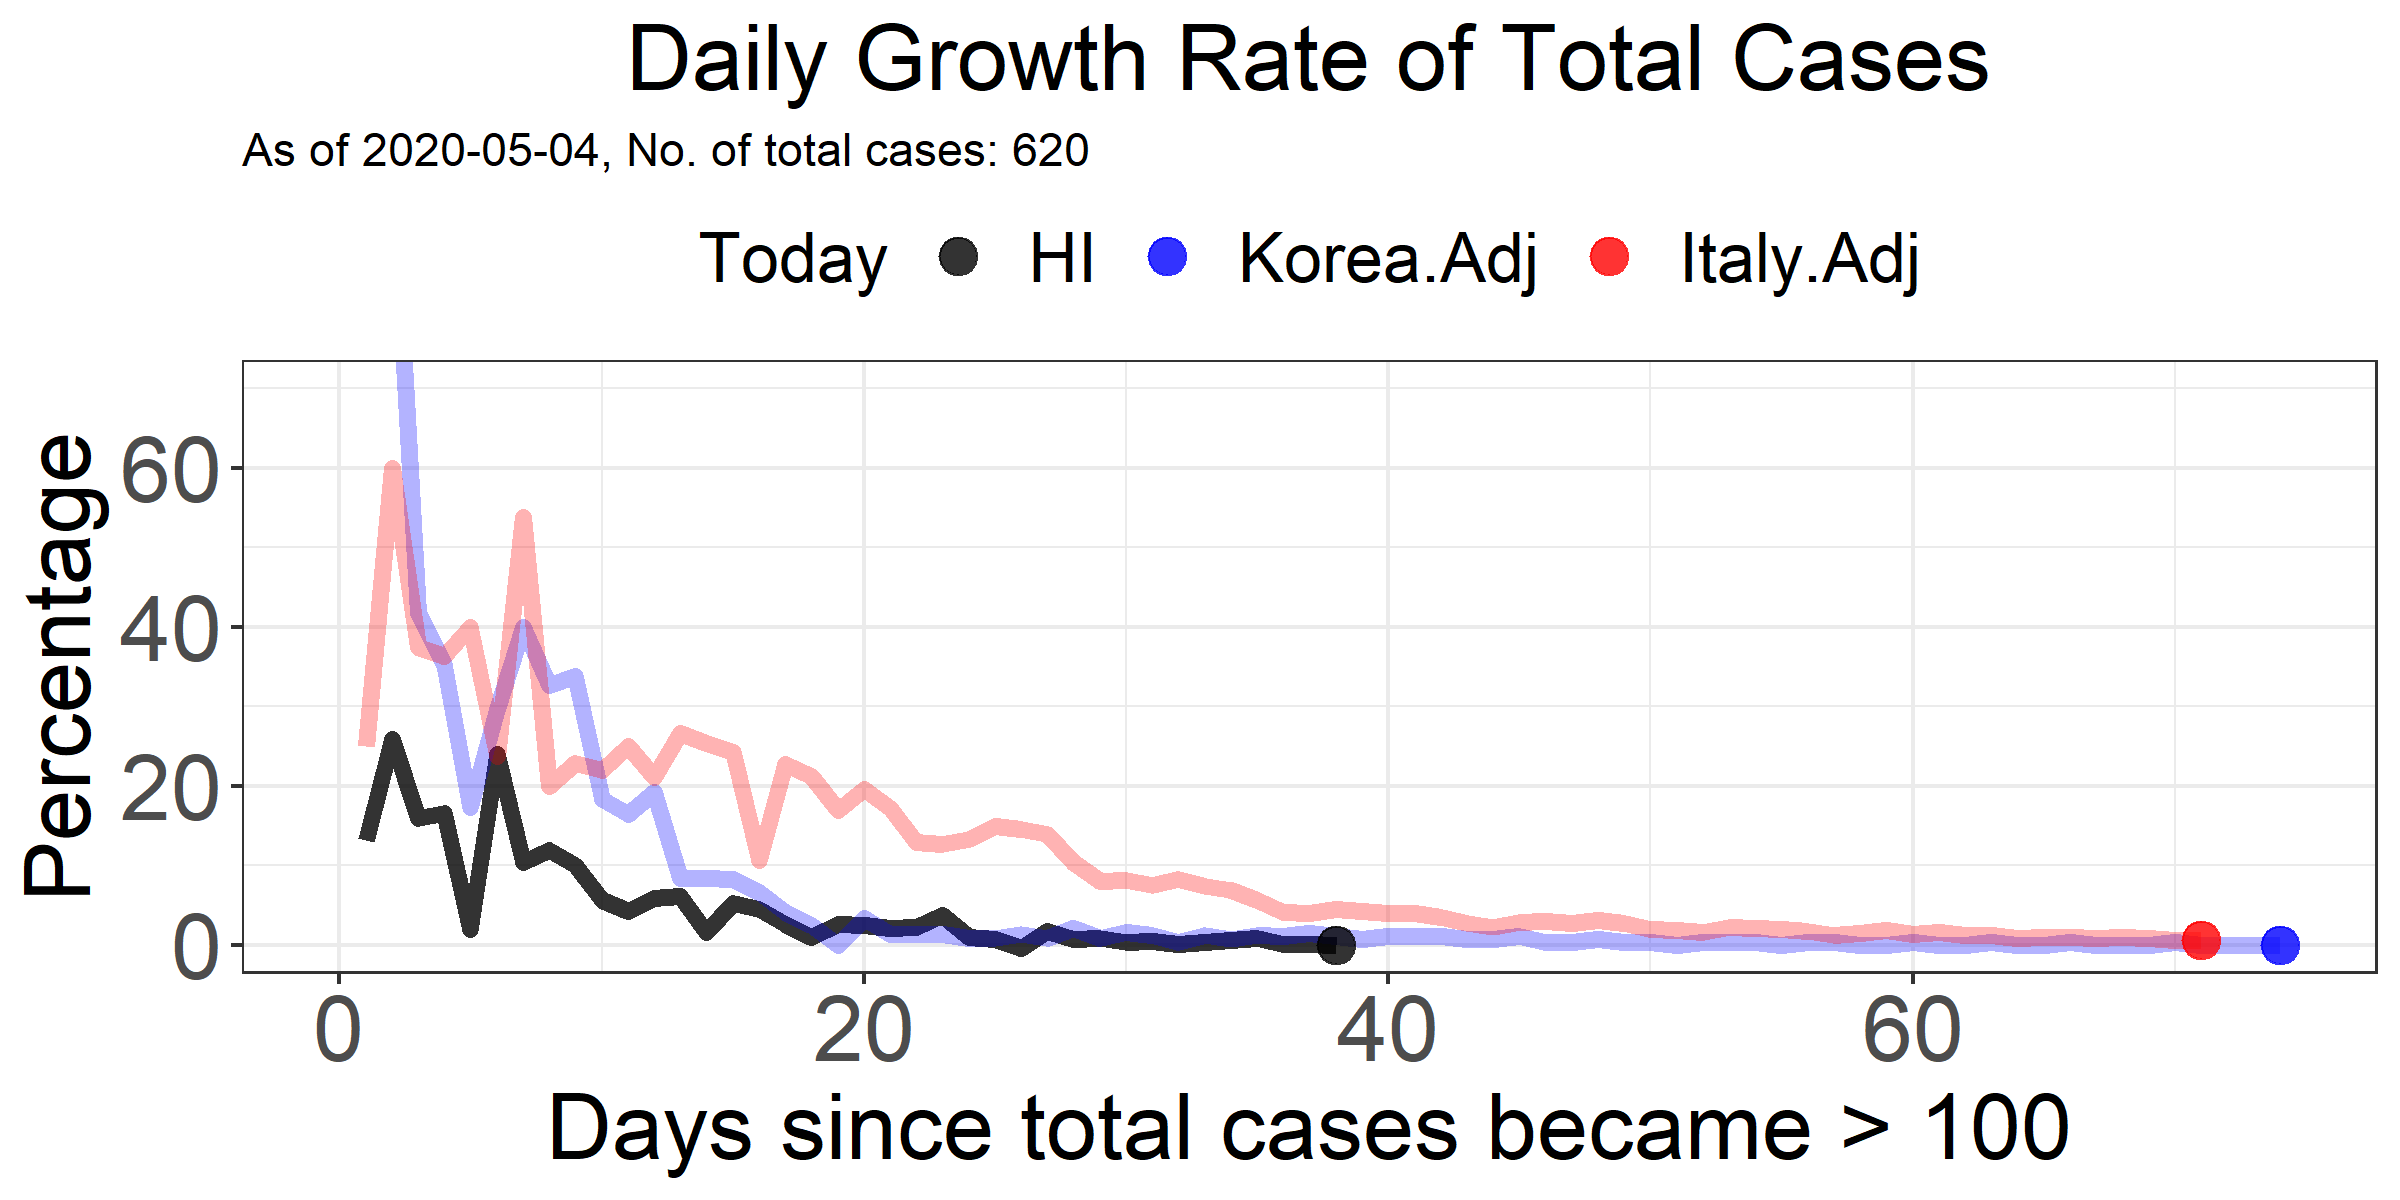 Daily Growth Rate of Total Cases
As of 2020-05-04, No. of total cases: 620
Today HI Korea.Adj Italy.Adj
Percentage
60
40
20
0
0 20 40 60
Days since total cases became > 100